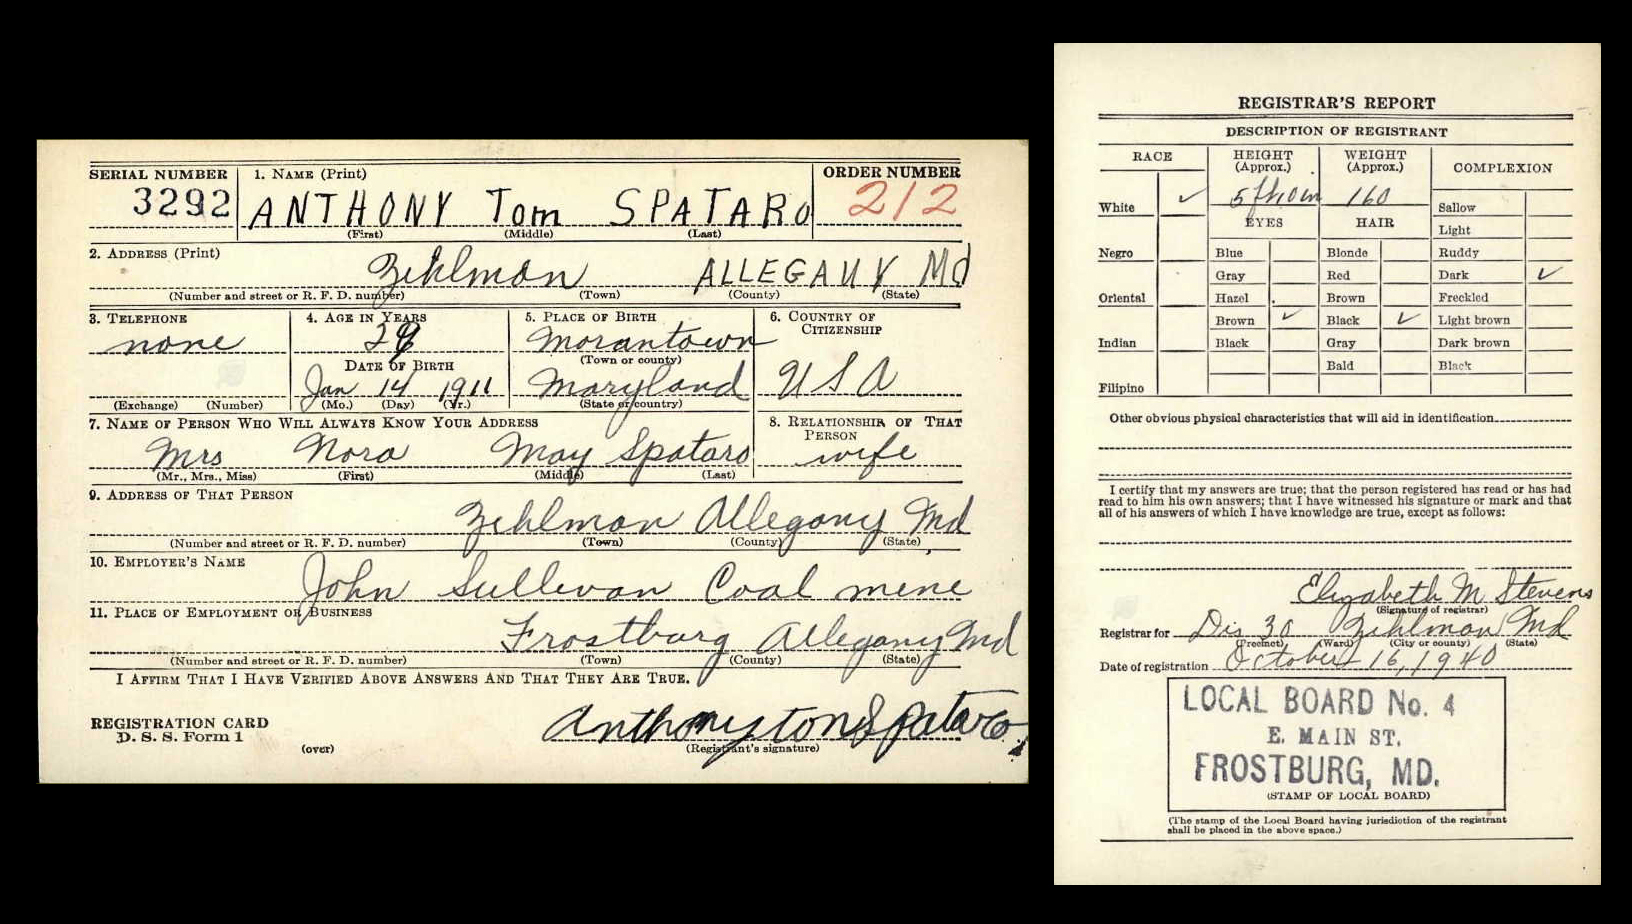 SERIAL NUMBER
3292
1. NAME (Print)
ANTHONY Tom SPATARO
(First) (Middle) (Last)
ORDER NUMBER
212
2. ADDRESS (Print)
Zihlman ALLEGANY Md
(Number and street or R. F. D. number) (Town) (County) (State)
3. TELEPHONE
none
(Exchange) (Number)
4. AGE IN YEARS
29
DATE OF BIRTH
Jan 14 1911
(Mo.) (Day) (Yr.)
5. PLACE OF BIRTH
Morantown
(Town or county)
Maryland
(State or country)
6. COUNTRY OF
CITIZENSHIP
USA
7. NAME OF PERSON WHO WILL ALWAYS KNOW YOUR ADDRESS
Mrs Nora May Spataro
(Mr., Mrs., Miss) (First) (Middle) (Last)
8. RELATIONSHIP OF THAT
PERSON
wife
9. ADDRESS OF THAT PERSON
Zihlman Allegany Md
(Number and street or R. F. D. number) (Town) (County) (State)
10. EMPLOYER'S NAME
John Sullivan Coal mine
11. PLACE OF EMPLOYMENT OR BUSINESS
Frostburg Allegany Md
(Number and street or R. F. D. number) (Town) (County) (State)
I AFFIRM THAT I HAVE VERIFIED ABOVE ANSWERS AND THAT THEY ARE TRUE.
REGISTRATION CARD
D. S. S. Form 1
(over)
Anthony tom Spataro
(Registrant's signature)
REGISTRAR'S REPORT
DESCRIPTION OF REGISTRANT
RACE
HEIGHT
(Approx.)
WEIGHT
(Approx.)
COMPLEXION
White ✓ 5 ft 10 in 160 Sallow
EYES HAIR Light
Negro Blue Blonde Ruddy
Gray Red Dark ✓
Oriental Hazel Brown Freckled
Brown ✓ Black ✓ Light brown
Indian Black Gray Dark brown
Bald Black
Filipino
Other obvious physical characteristics that will aid in identification
I certify that my answers are true; that the person registered has read or has had
read to him his own answers; that I have witnessed his signature or mark and that
all of his answers of which I have knowledge are true, except as follows:
Elizabeth M Stevens
(Signature of registrar)
Registrar for Dis 30 Zihlman Md
(Precinct) (Ward) (City or county) (State)
Date of registration October 16, 1940
LOCAL BOARD No. 4
E. MAIN ST.
FROSTBURG, MD.
(STAMP OF LOCAL BOARD)
(The stamp of the Local Board having jurisdiction of the registrant
shall be placed in the above space.)